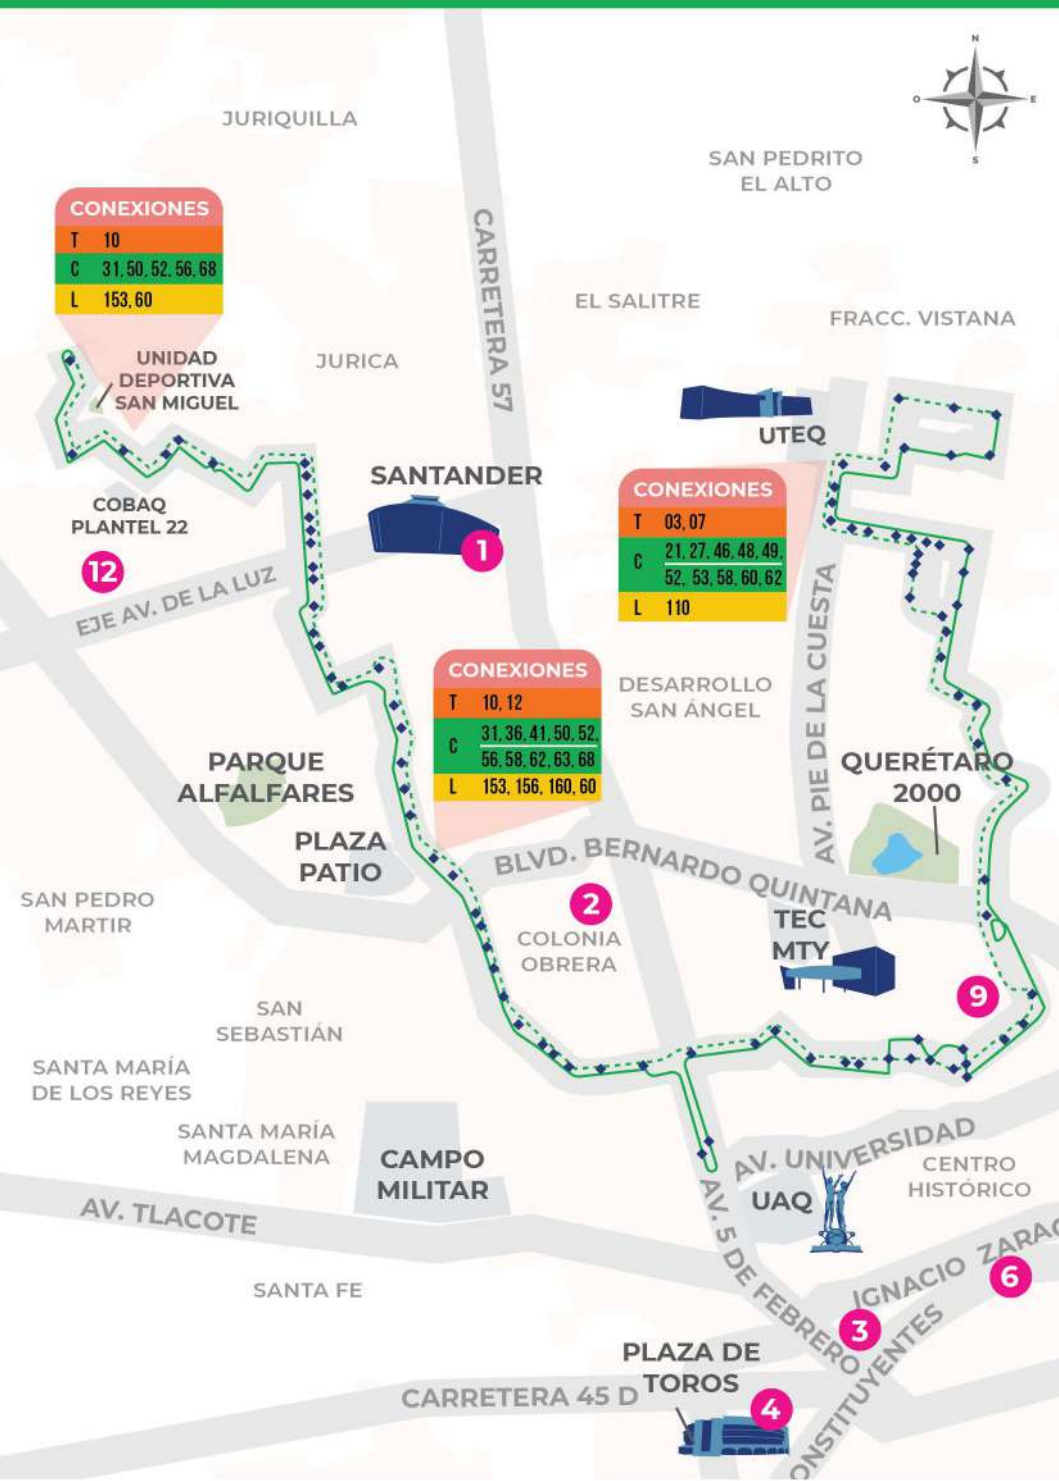 N
O
E
S
JURIQUILLA
SAN PEDRITO
EL ALTO
CONEXIONES
T 10
C 31, 50, 52, 56, 68
L 153, 60
CARRETERA 57
EL SALITRE
FRACC. VISTANA
UNIDAD
DEPORTIVA
SAN MIGUEL
JURICA
UTEQ
SANTANDER
1
CONEXIONES
T 03, 07
C 21, 27, 46, 48, 49,
52, 53, 58, 60, 62
L 110
COBAQ
PLANTEL 22
12
EJE AV. DE LA LUZ
AV. PIE DE LA CUESTA
CONEXIONES
T 10, 12
C 31, 36, 41, 50, 52,
56, 58, 62, 63, 68
L 153, 156, 160, 60
DESARROLLO
SAN ÁNGEL
PARQUE
ALFALFARES
QUERÉTARO
2000
PLAZA
PATIO
BLVD. BERNARDO QUINTANA
SAN PEDRO
MARTIR
2
COLONIA
OBRERA
TEC
MTY
9
SAN
SEBASTIÁN
SANTA MARÍA
DE LOS REYES
SANTA MARÍA
MAGDALENA
CAMPO
MILITAR
AV. UNIVERSIDAD
CENTRO
HISTÓRICO
UAQ
AV. TLACOTE
AV. 5 DE FEBRERO
SANTA FE
IGNACIO ZARAG
6
3
PLAZA DE
TOROS
4
CARRETERA 45 D
ONSTITUYENTES